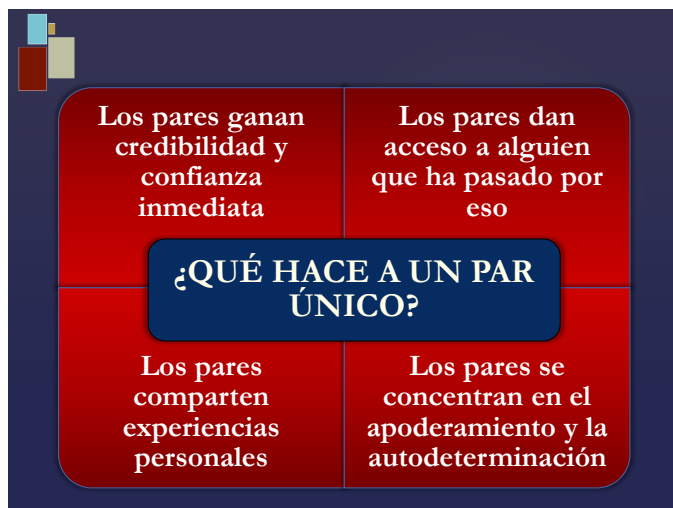 Los pares ganan
credibilidad y
confianza
inmediata
Los pares dan
acceso a alguien
que ha pasado por
eso
¿QUÉ HACE A UN PAR
ÚNICO?
Los pares
comparten
experiencias
personales
Los pares se
concentran en el
apoderamiento y la
autodeterminación